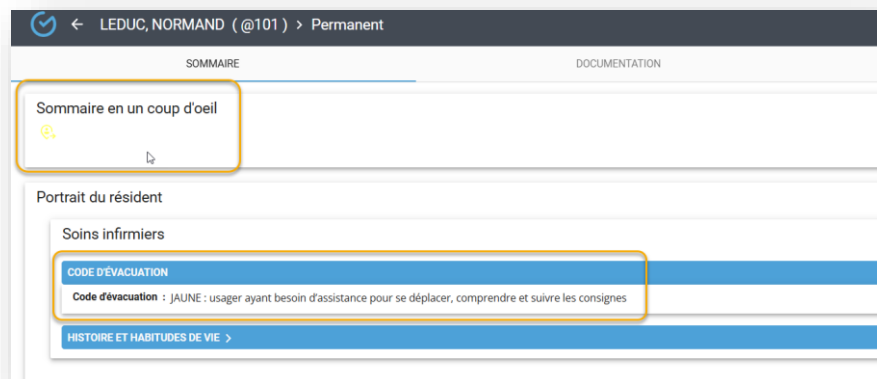 LEDUC, NORMAND ( @101 ) > Permanent
SOMMAIRE
DOCUMENTATION
Sommaire en un coup d'oeil
Portrait du résident
Soins infirmiers
CODE D'ÉVACUATION
Code d'évacuation : JAUNE : usager ayant besoin d'assistance pour se déplacer, comprendre et suivre les consignes
HISTOIRE ET HABITUDES DE VIE >